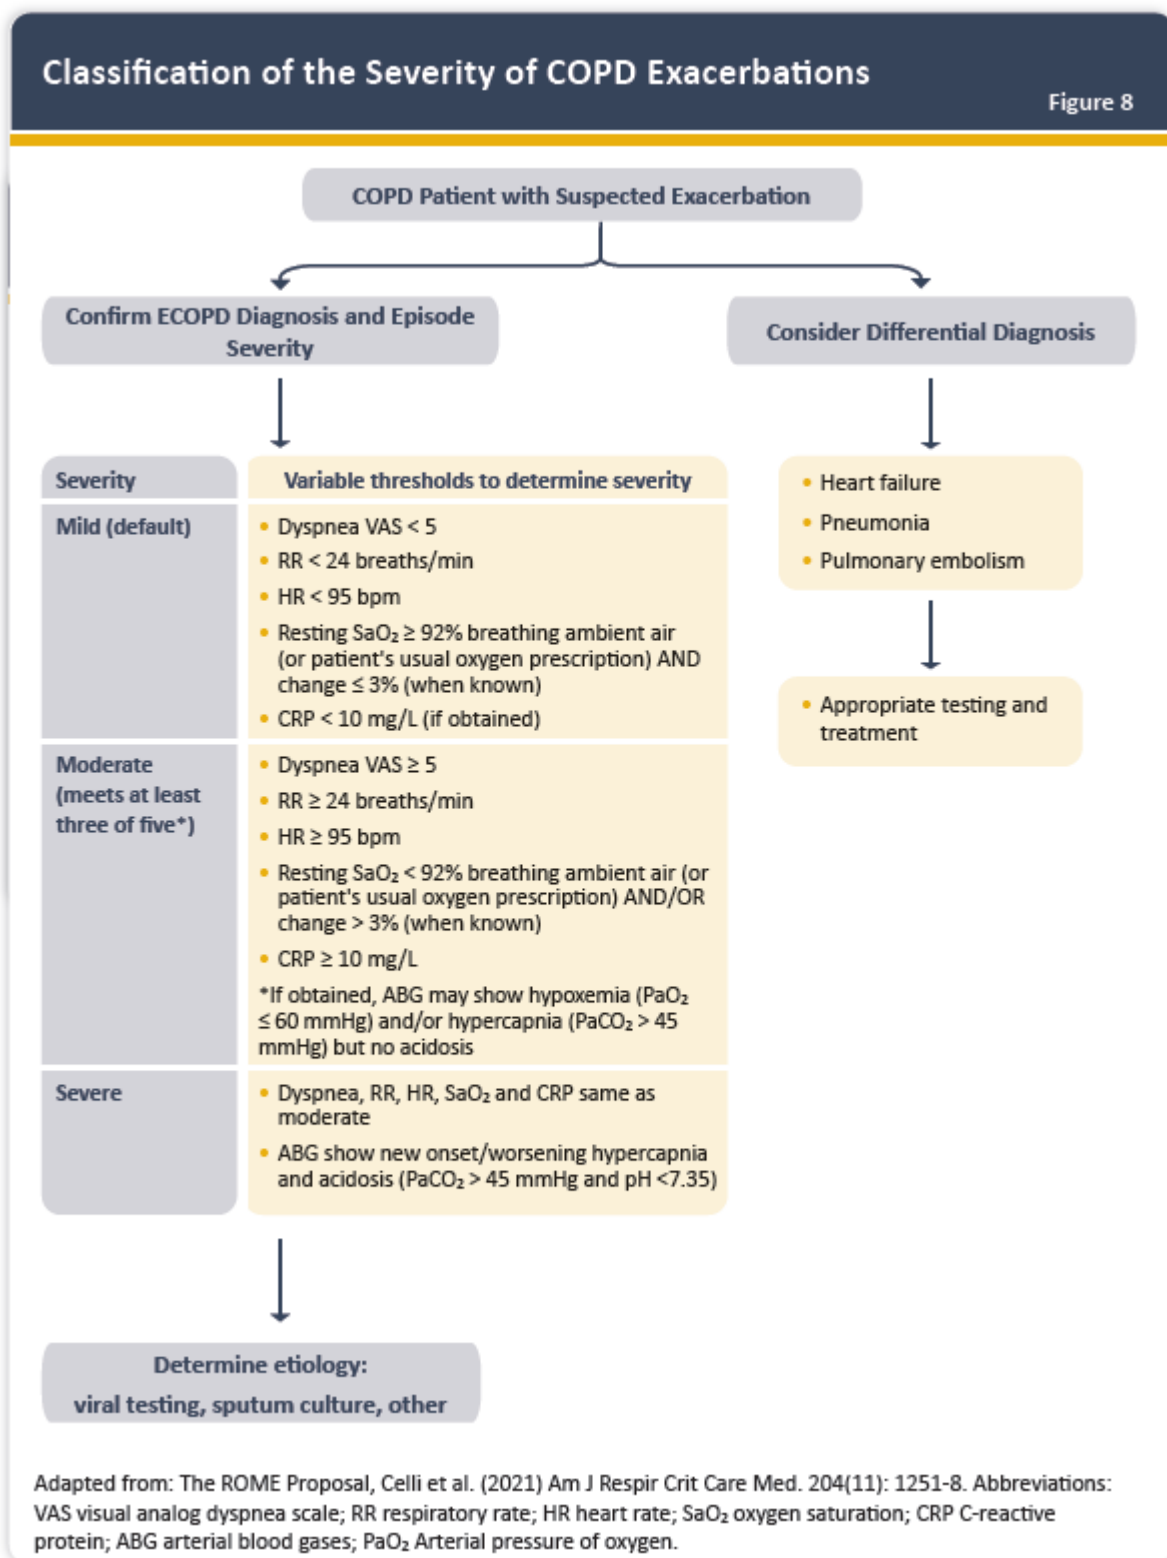 Classification of the Severity of COPD Exacerbations
Figure 8
COPD Patient with Suspected Exacerbation
Confirm ECOPD Diagnosis and Episode
Severity
Consider Differential Diagnosis
Severity
Variable thresholds to determine severity
Mild (default)
• Dyspnea VAS < 5
• RR < 24 breaths/min
• HR < 95 bpm
• Resting SaO₂ ≥ 92% breathing ambient air
(or patient's usual oxygen prescription) AND
change ≤ 3% (when known)
• CRP < 10 mg/L (if obtained)
Moderate
(meets at least
three of five*)
• Dyspnea VAS ≥ 5
• RR ≥ 24 breaths/min
• HR ≥ 95 bpm
• Resting SaO₂ < 92% breathing ambient air (or
patient's usual oxygen prescription) AND/OR
change > 3% (when known)
• CRP ≥ 10 mg/L
*If obtained, ABG may show hypoxemia (PaO₂
≤ 60 mmHg) and/or hypercapnia (PaCO₂ > 45
mmHg) but no acidosis
Severe
• Dyspnea, RR, HR, SaO₂ and CRP same as
moderate
• ABG show new onset/worsening hypercapnia
and acidosis (PaCO₂ > 45 mmHg and pH <7.35)
• Heart failure
• Pneumonia
• Pulmonary embolism
• Appropriate testing and
treatment
Determine etiology:
viral testing, sputum culture, other
Adapted from: The ROME Proposal, Celli et al. (2021) Am J Respir Crit Care Med. 204(11): 1251-8. Abbreviations:
VAS visual analog dyspnea scale; RR respiratory rate; HR heart rate; SaO₂ oxygen saturation; CRP C-reactive
protein; ABG arterial blood gases; PaO₂ Arterial pressure of oxygen.